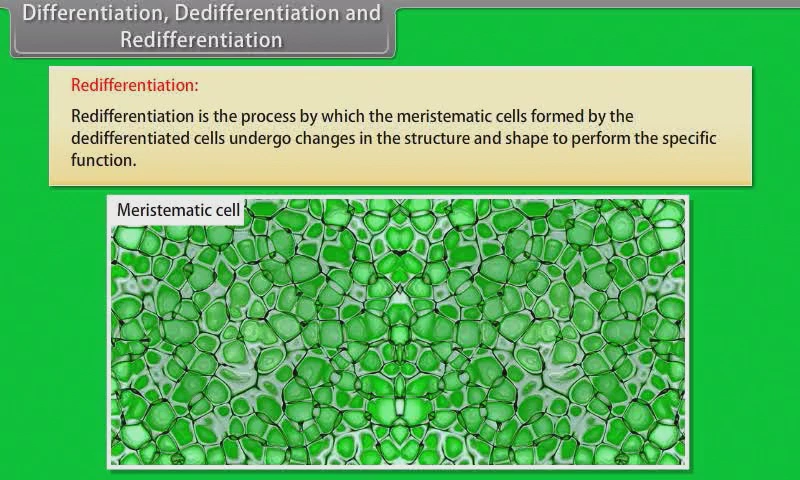 Differentiation, Dedifferentiation and
Redifferentiation
Redifferentiation:
Redifferentiation is the process by which the meristematic cells formed by the
dedifferentiated cells undergo changes in the structure and shape to perform the specific
function.
Meristematic cell